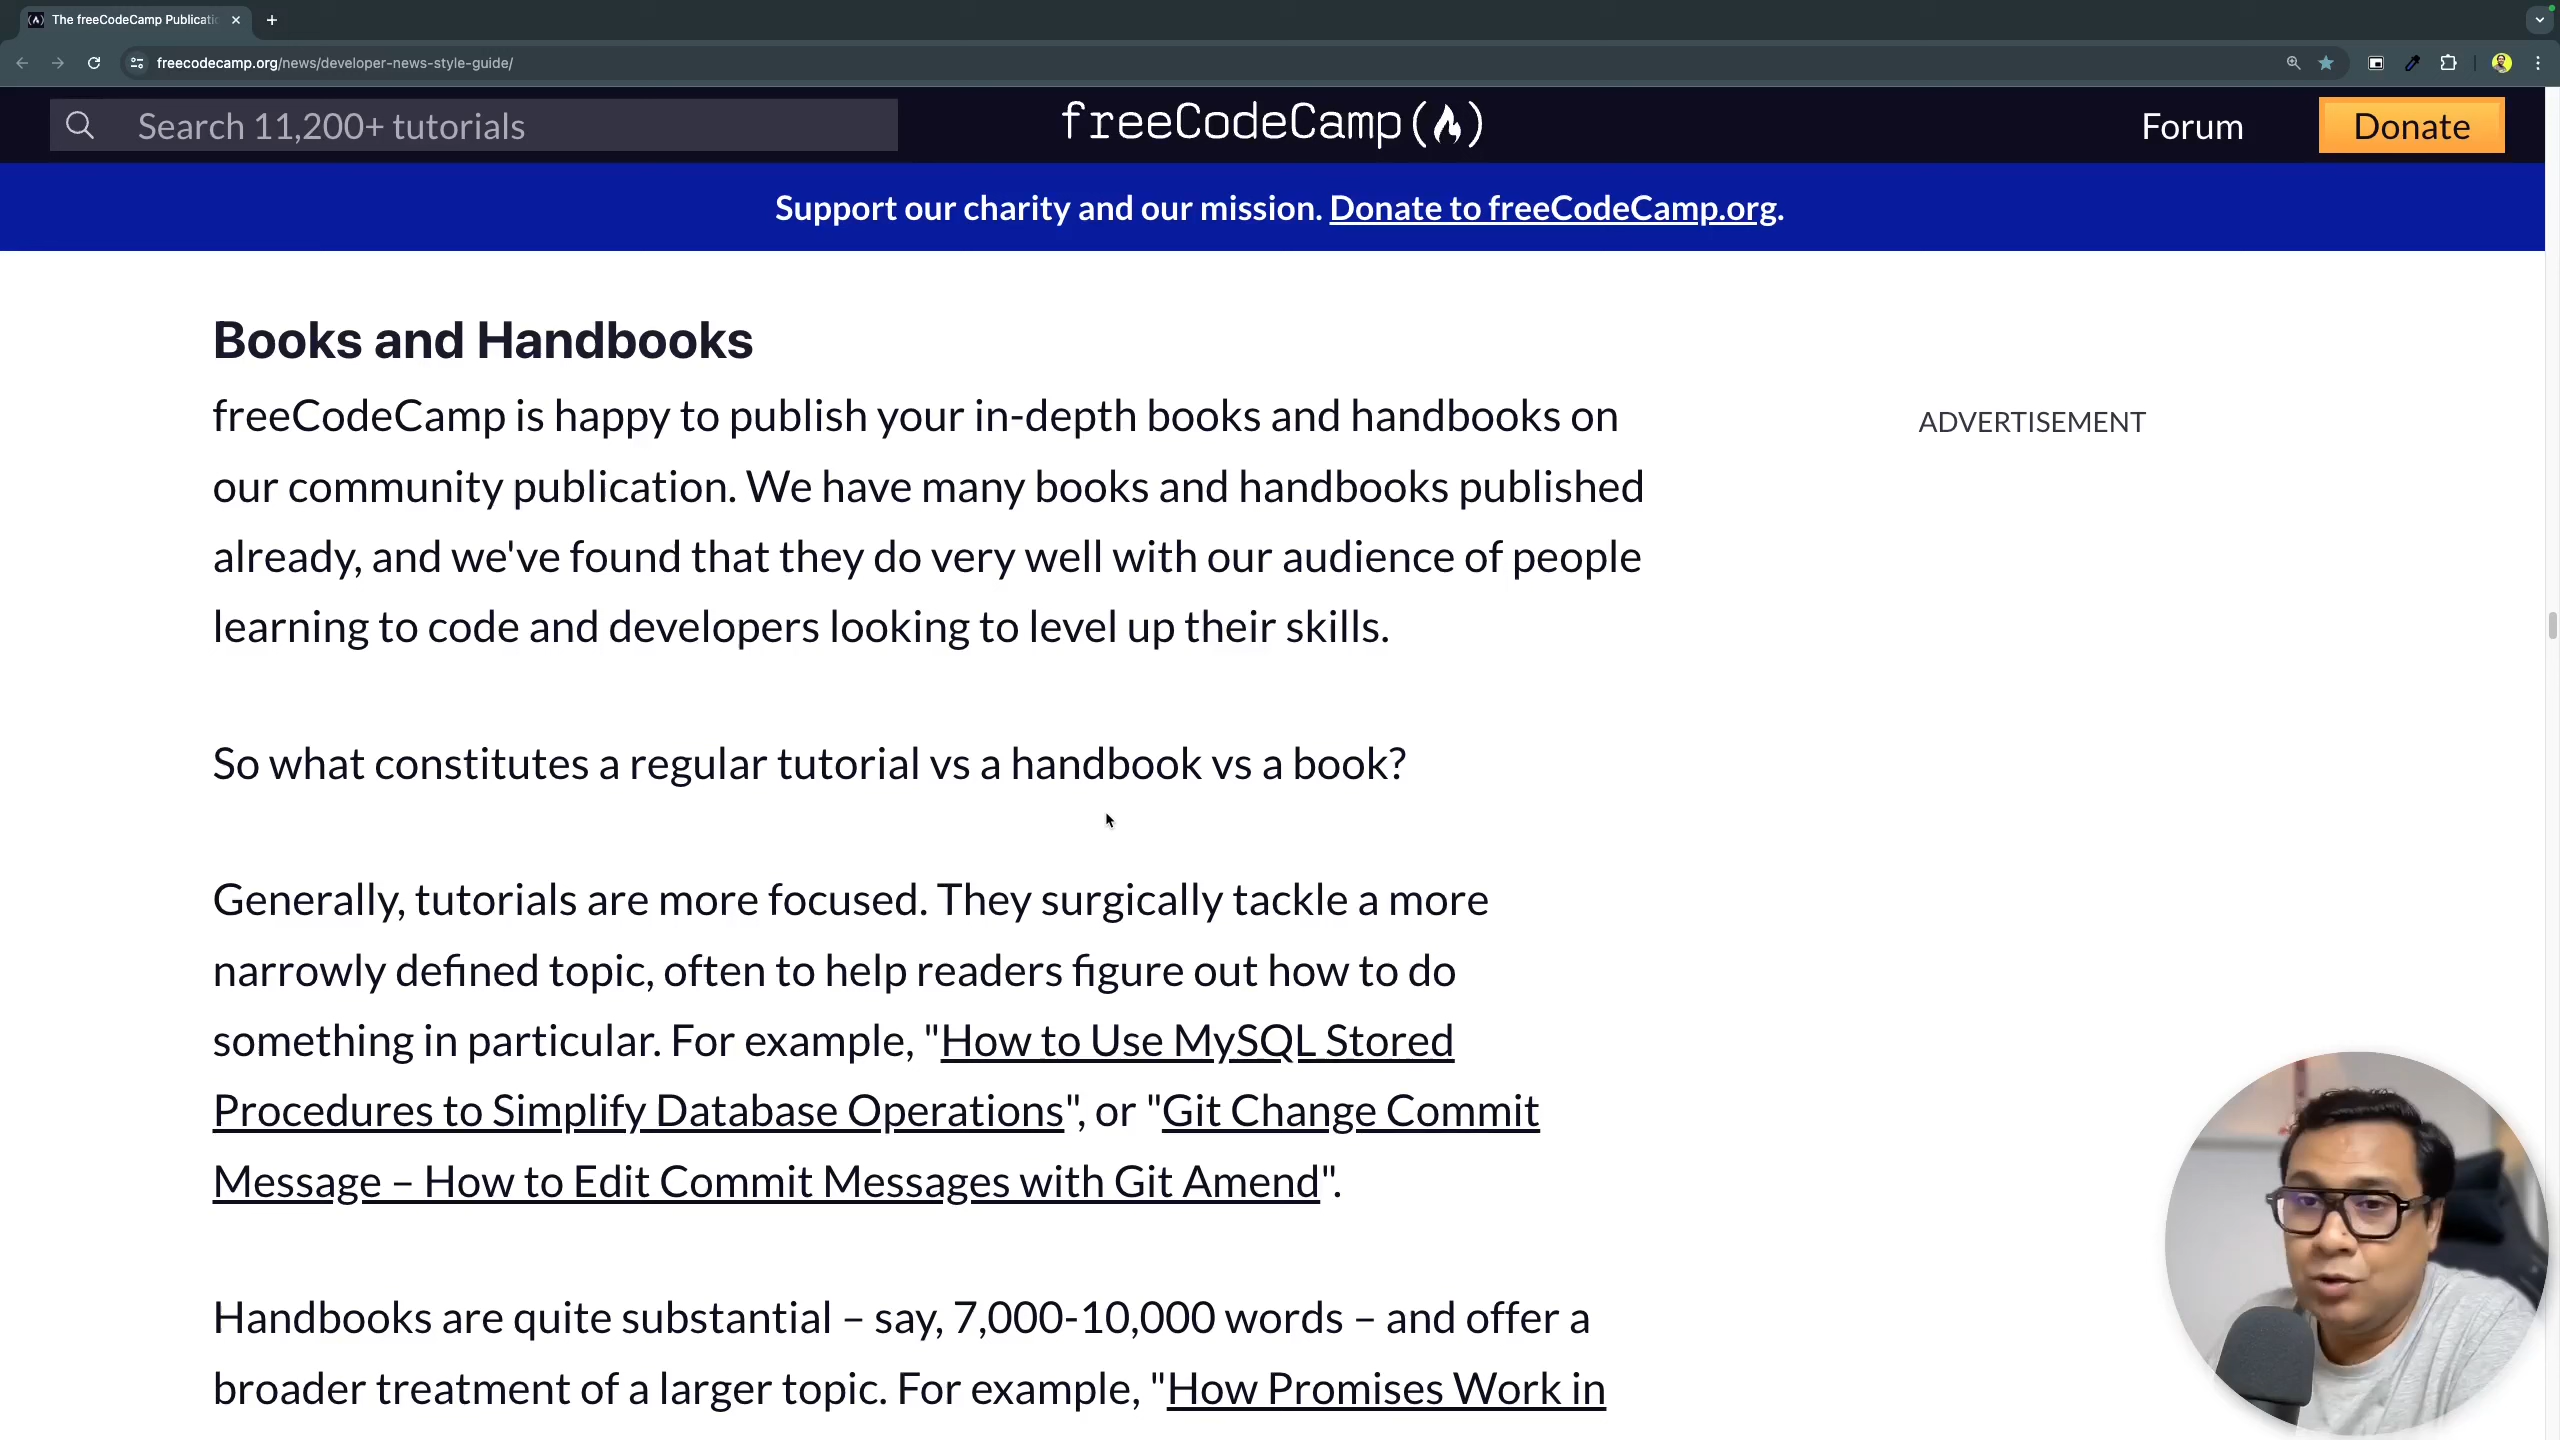 The freeCodeCamp Publicati
freecodecamp.org/news/developer-news-style-guide/
Search 11,200+ tutorials
freeCodeCamp
Forum
Donate
Support our charity and our mission. Donate to freeCodeCamp.org.
Books and Handbooks
freeCodeCamp is happy to publish your in-depth books and handbooks on
our community publication. We have many books and handbooks published
already, and we've found that they do very well with our audience of people
learning to code and developers looking to level up their skills.
ADVERTISEMENT
So what constitutes a regular tutorial vs a handbook vs a book?
Generally, tutorials are more focused. They surgically tackle a more
narrowly defined topic, often to help readers figure out how to do
something in particular. For example, "How to Use MySQL Stored
Procedures to Simplify Database Operations", or "Git Change Commit
Message – How to Edit Commit Messages with Git Amend".
Handbooks are quite substantial – say, 7,000-10,000 words – and offer a
broader treatment of a larger topic. For example, "How Promises Work in